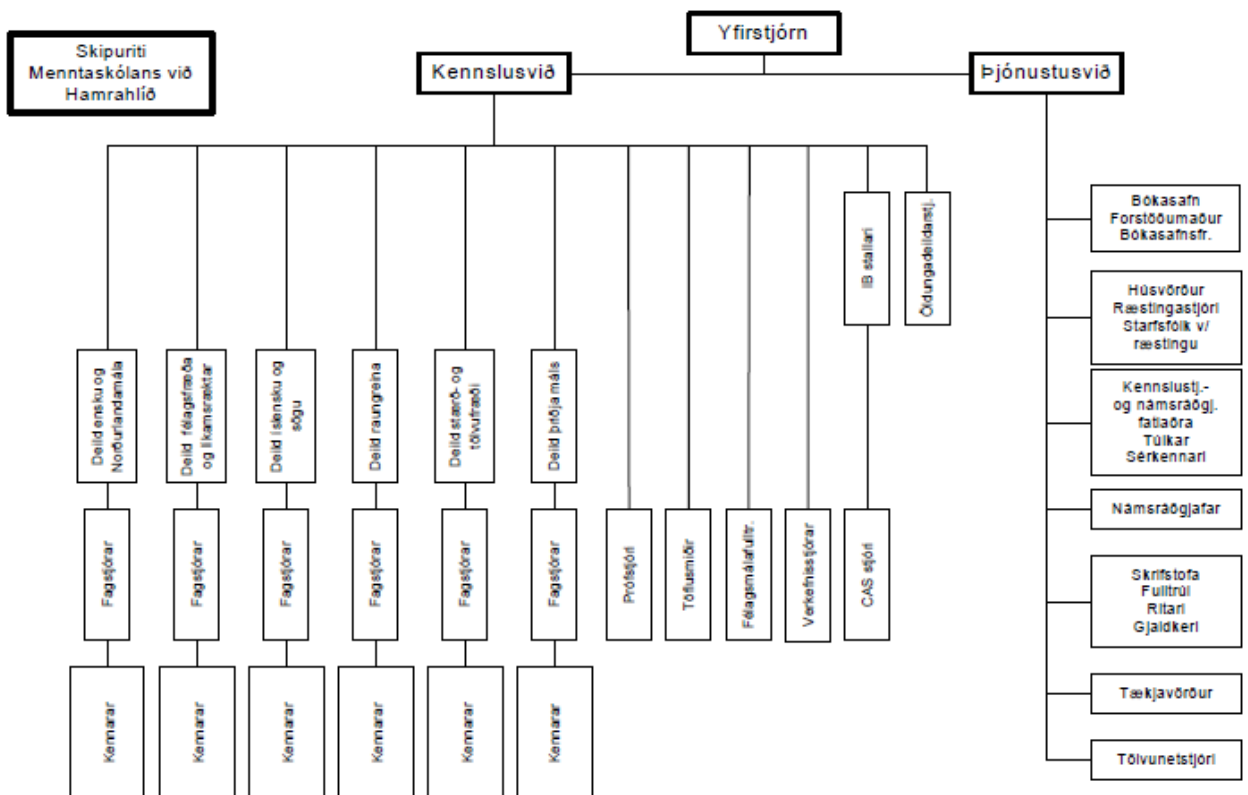 Skipuriti
Menntaskólans við
Hamrahlíð
Yfirstjórn
Kennslusvið
Þjónustusvið
Deild ensku og
Norðurlandamála
Deild félagsfræða
og líkamsræktar
Deild íslensku og
sögu
Deild raungreina
Deild stærð- og
tölvufræði
Deild þriðja máls
IB stallari
Öldungadeildarstj.
Fagstjórar
Fagstjórar
Fagstjórar
Fagstjórar
Fagstjórar
Fagstjórar
Prófstjóri
Töflusmiðir
Félagsmálafulltr.
Verkefnisstjórar
CAS stjóri
Kennarar
Kennarar
Kennarar
Kennarar
Kennarar
Kennarar
Bókasafn
Forstöðumaður
Bókasafnsfr.
Húsvörður
Ræstingastjóri
Starfsfólk v/
ræstingu
Kennslustj.-
og námsráðgj.
fatlaðra
Túlkar
Sérkennari
Námsráðgjafar
Skrifstofa
Fulltrúi
Ritari
Gjaldkeri
Tækjavörður
Tölvunetstjóri